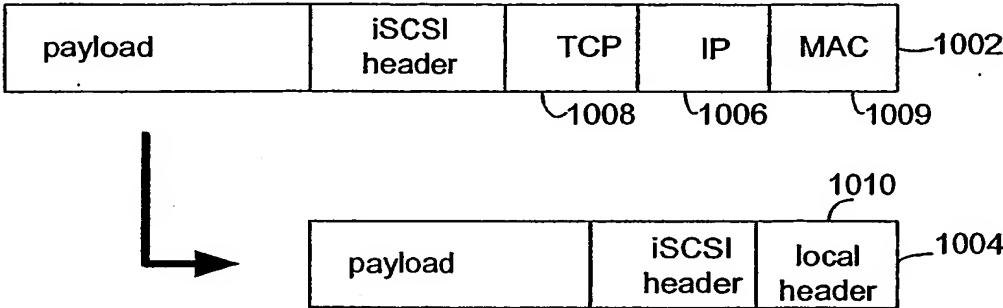 payload
iSCSI
header
TCP
IP
MAC
1002
1008
1006
1009
1010
payload
iSCSI
header
local
header
1004